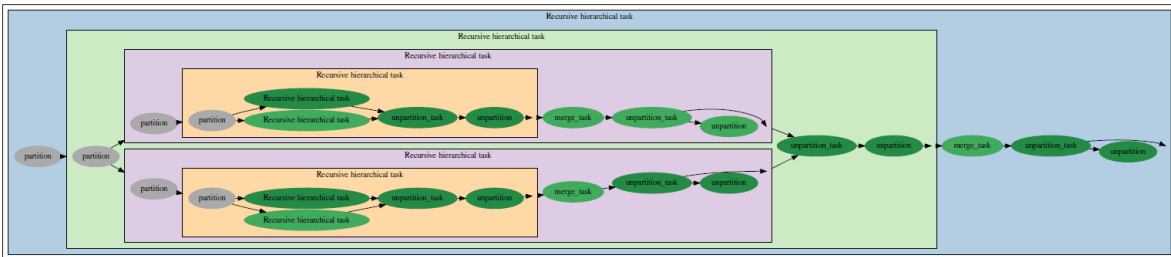 Recursive hierarchical task
Recursive hierarchical task
Recursive hierarchical task
Recursive hierarchical task
partition
partition
partition
partition
Recursive hierarchical task
Recursive hierarchical task
unpartition_task
unpartition
merge_task
unpartition_task
unpartition
Recursive hierarchical task
Recursive hierarchical task
partition
partition
Recursive hierarchical task
Recursive hierarchical task
unpartition_task
unpartition
merge_task
unpartition_task
unpartition
unpartition_task
unpartition
merge_task
unpartition_task
unpartition